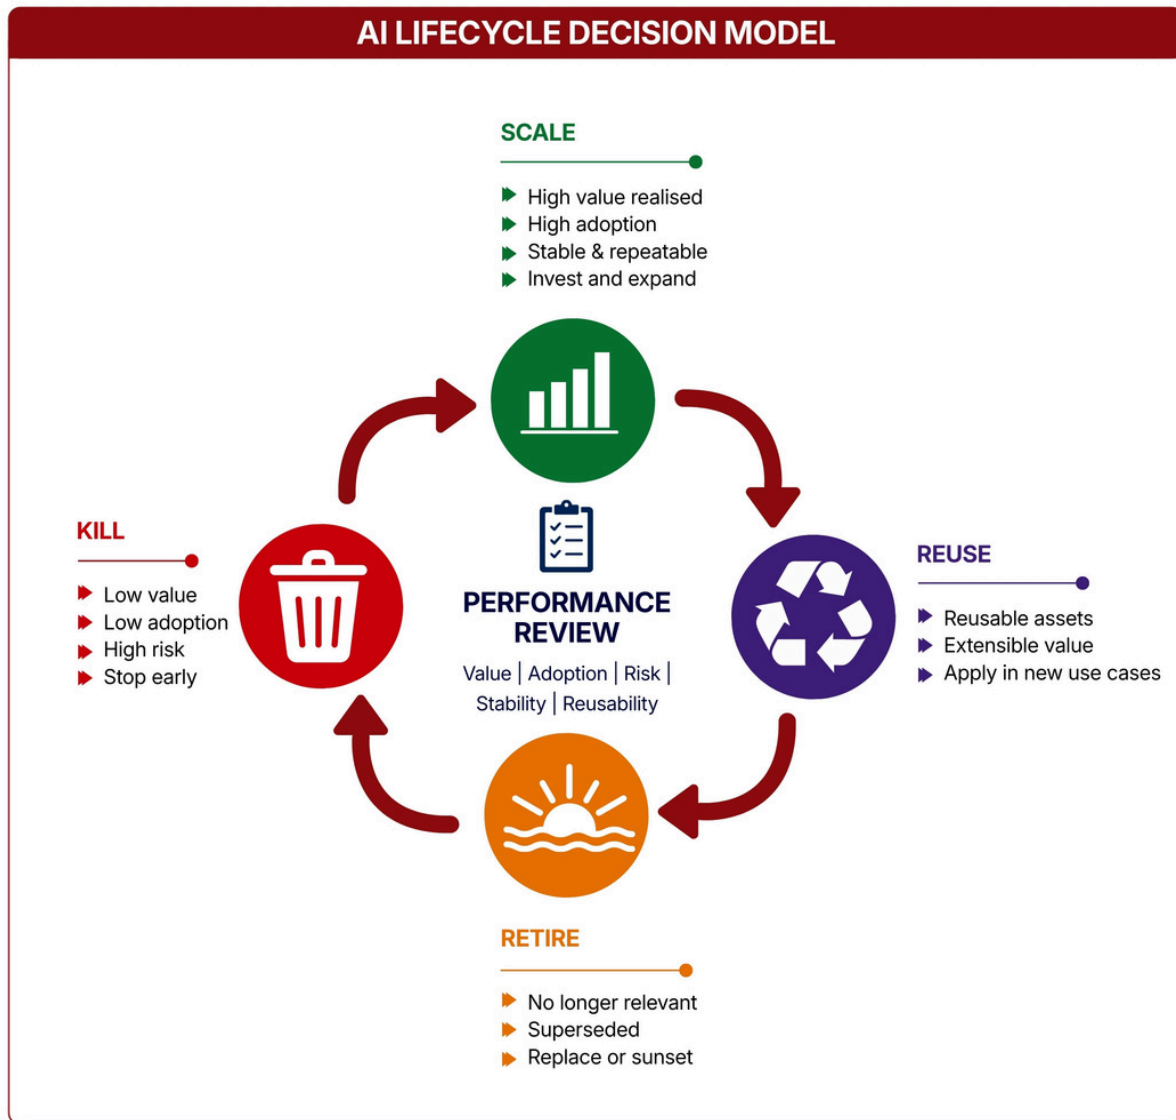 AI LIFECYCLE DECISION MODEL
SCALE
High value realised
High adoption
Stable & repeatable
Invest and expand
KILL
Low value
Low adoption
High risk
Stop early
PERFORMANCE
REVIEW
Value | Adoption | Risk |
Stability | Reusability
REUSE
Reusable assets
Extensible value
Apply in new use cases
RETIRE
No longer relevant
Superseded
Replace or sunset